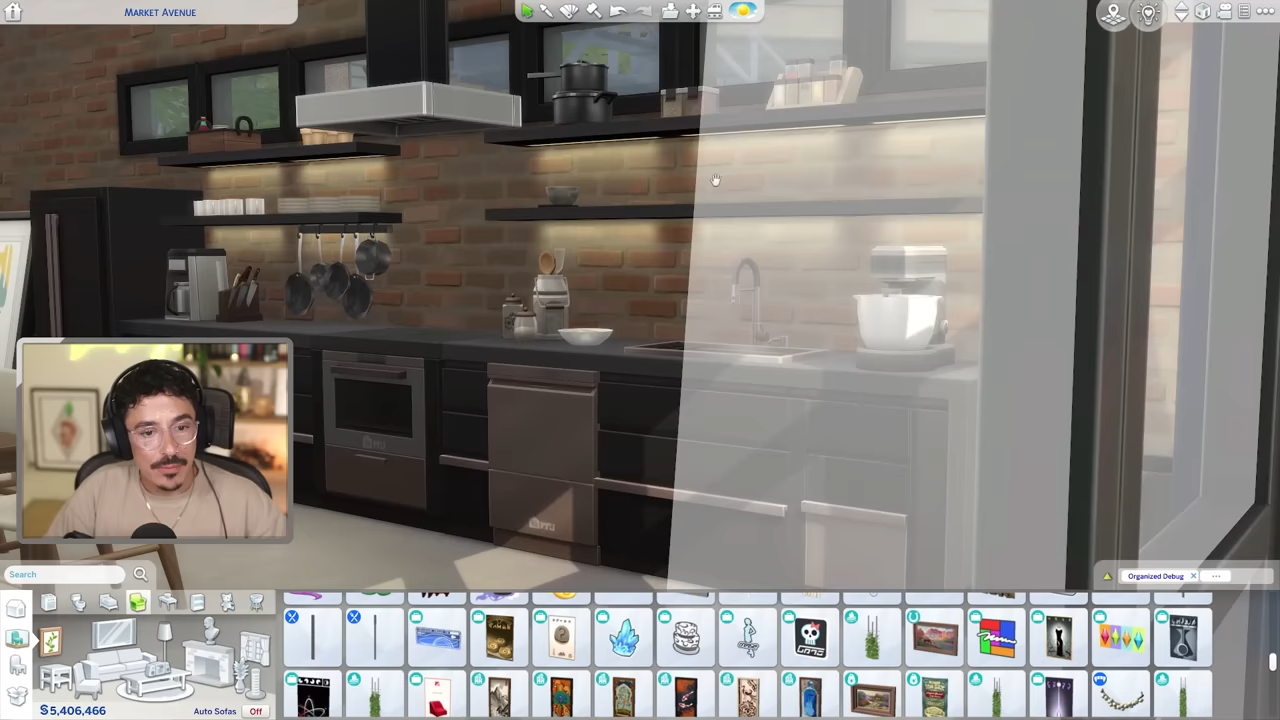 MARKET AVENUE
Search
Organized Debug
§5,406,466
Auto Sofas
Off